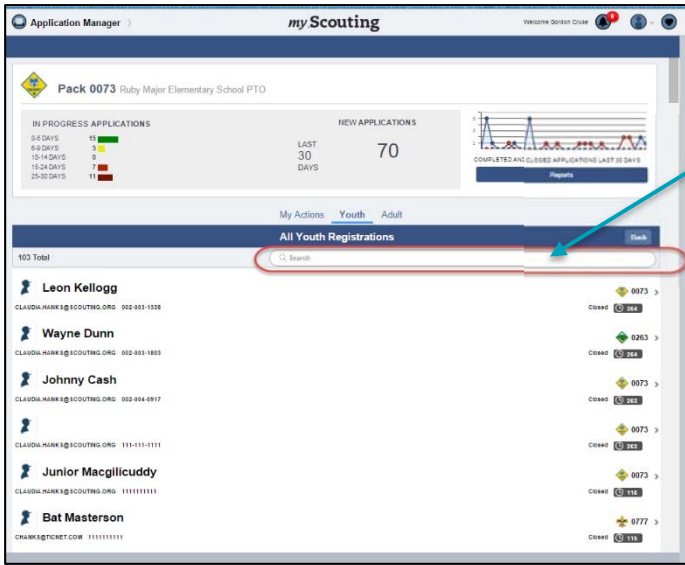 Application Manager
my.Scouting
Welcome Gordon Cruse
Pack 0073 Ruby Major Elementary School PTO
IN PROGRESS APPLICATIONS
0-5 DAYS 15
6-9 DAYS 5
10-14 DAYS 0
15-24 DAYS 7
25-30 DAYS 11
NEW APPLICATIONS
LAST
30
DAYS
70
COMPLETED AND CLOSED APPLICATIONS LAST 30 DAYS
Reports
My Actions Youth Adult
All Youth Registrations
Back
103 Total
Search
Leon Kellogg
0073
CLAUDIA.HANKS@SCOUTING.ORG 002-003-1338
Closed 264
Wayne Dunn
0263
CLAUDIA.HANKS@SCOUTING.ORG 002-003-1803
Closed 264
Johnny Cash
0073
CLAUDIA.HANKS@SCOUTING.ORG 002-004-0917
Closed 263
0073
CLAUDIA.HANKS@SCOUTING.ORG 111-111-1111
Closed 263
Junior Macgilicuddy
0073
CLAUDIA.HANKS@SCOUTING.ORG 1111111111
Closed 116
Bat Masterson
0777
CHANKS@TICNET.COM 1111111111
Closed 115